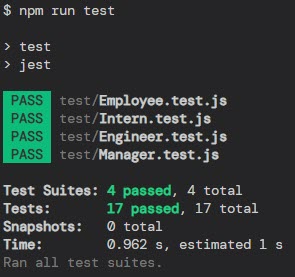 $ npm run test
> test
> jest
PASS test/Employee.test.js
PASS test/Intern.test.js
PASS test/Engineer.test.js
PASS test/Manager.test.js
Test Suites: 4 passed, 4 total
Tests: 17 passed, 17 total
Snapshots: 0 total
Time: 0.962 s, estimated 1 s
Ran all test suites.